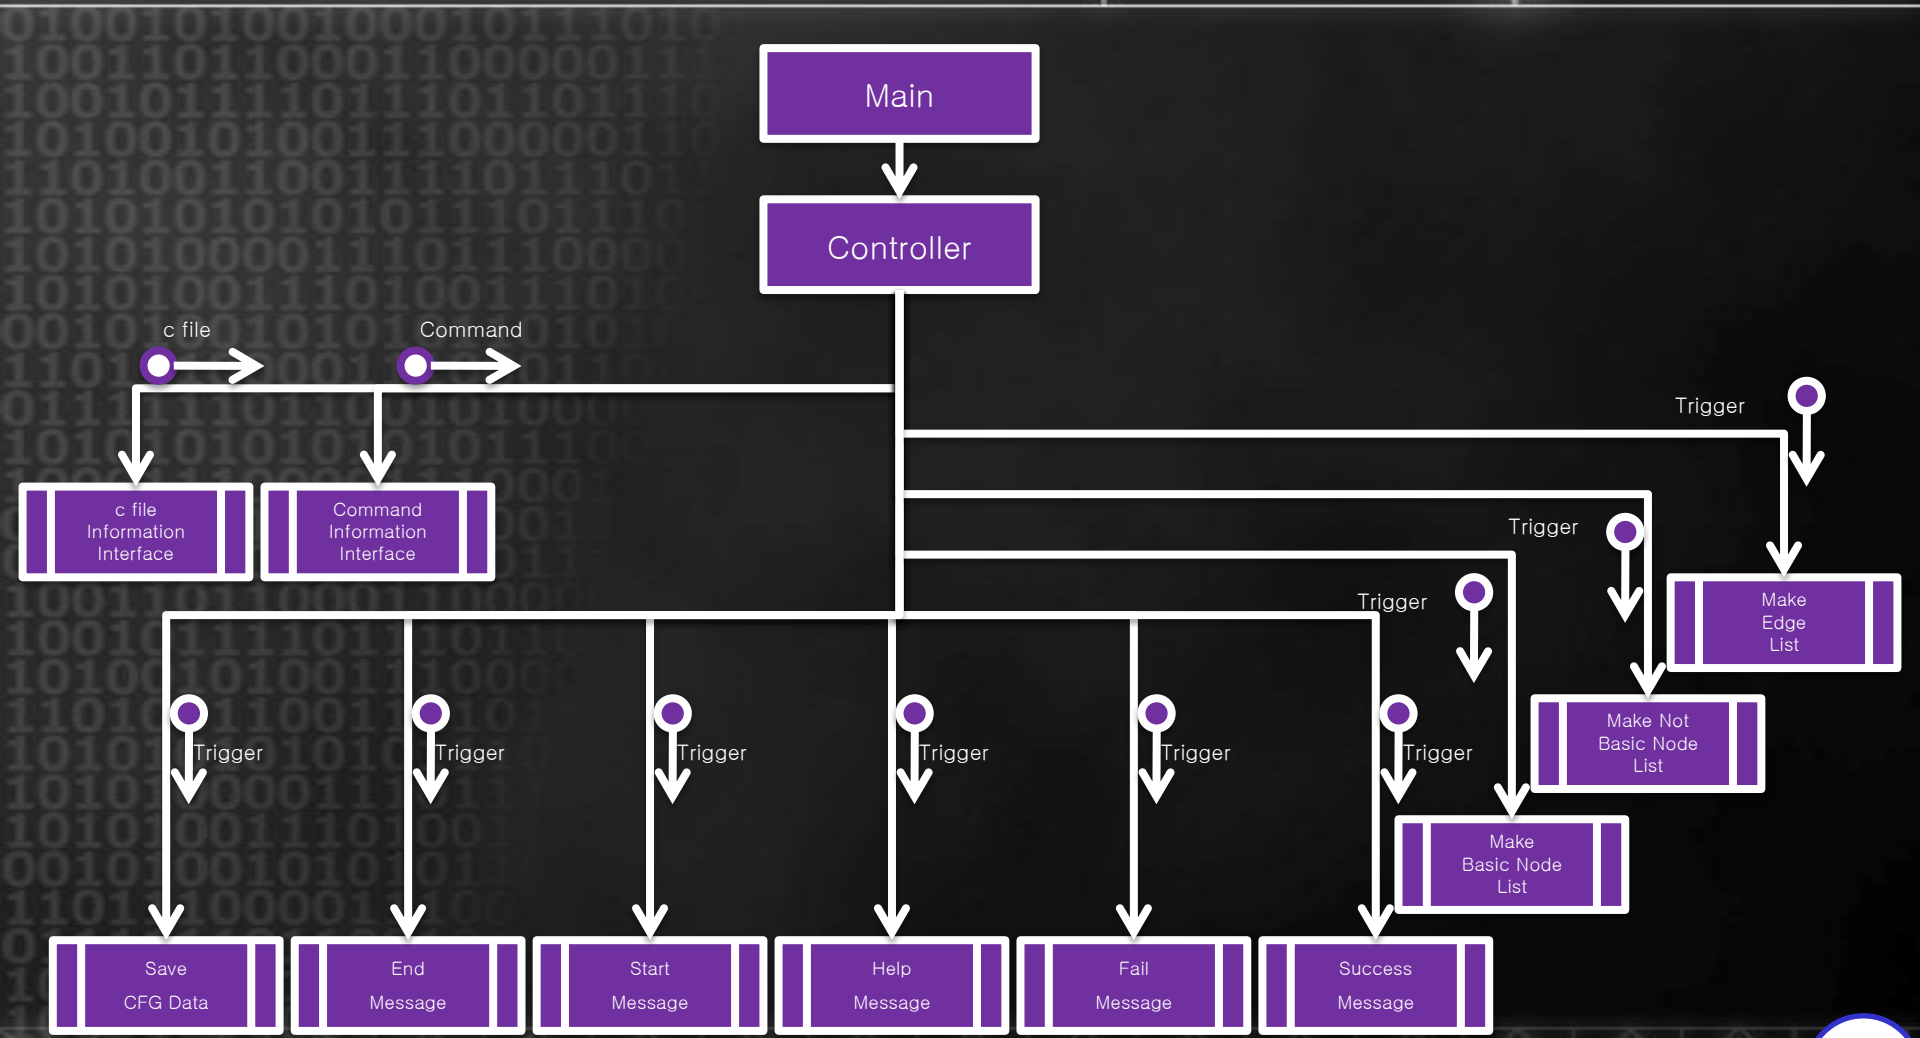 Main
Controller
c file
Command
Trigger
c file
Information
Interface
Command
Information
Interface
Trigger
Trigger
Make
Edge
List
Make Not
Basic Node
List
Trigger
Trigger
Trigger
Trigger
Trigger
Trigger
Make
Basic Node
List
Save
CFG Data
End
Message
Start
Message
Help
Message
Fail
Message
Success
Message